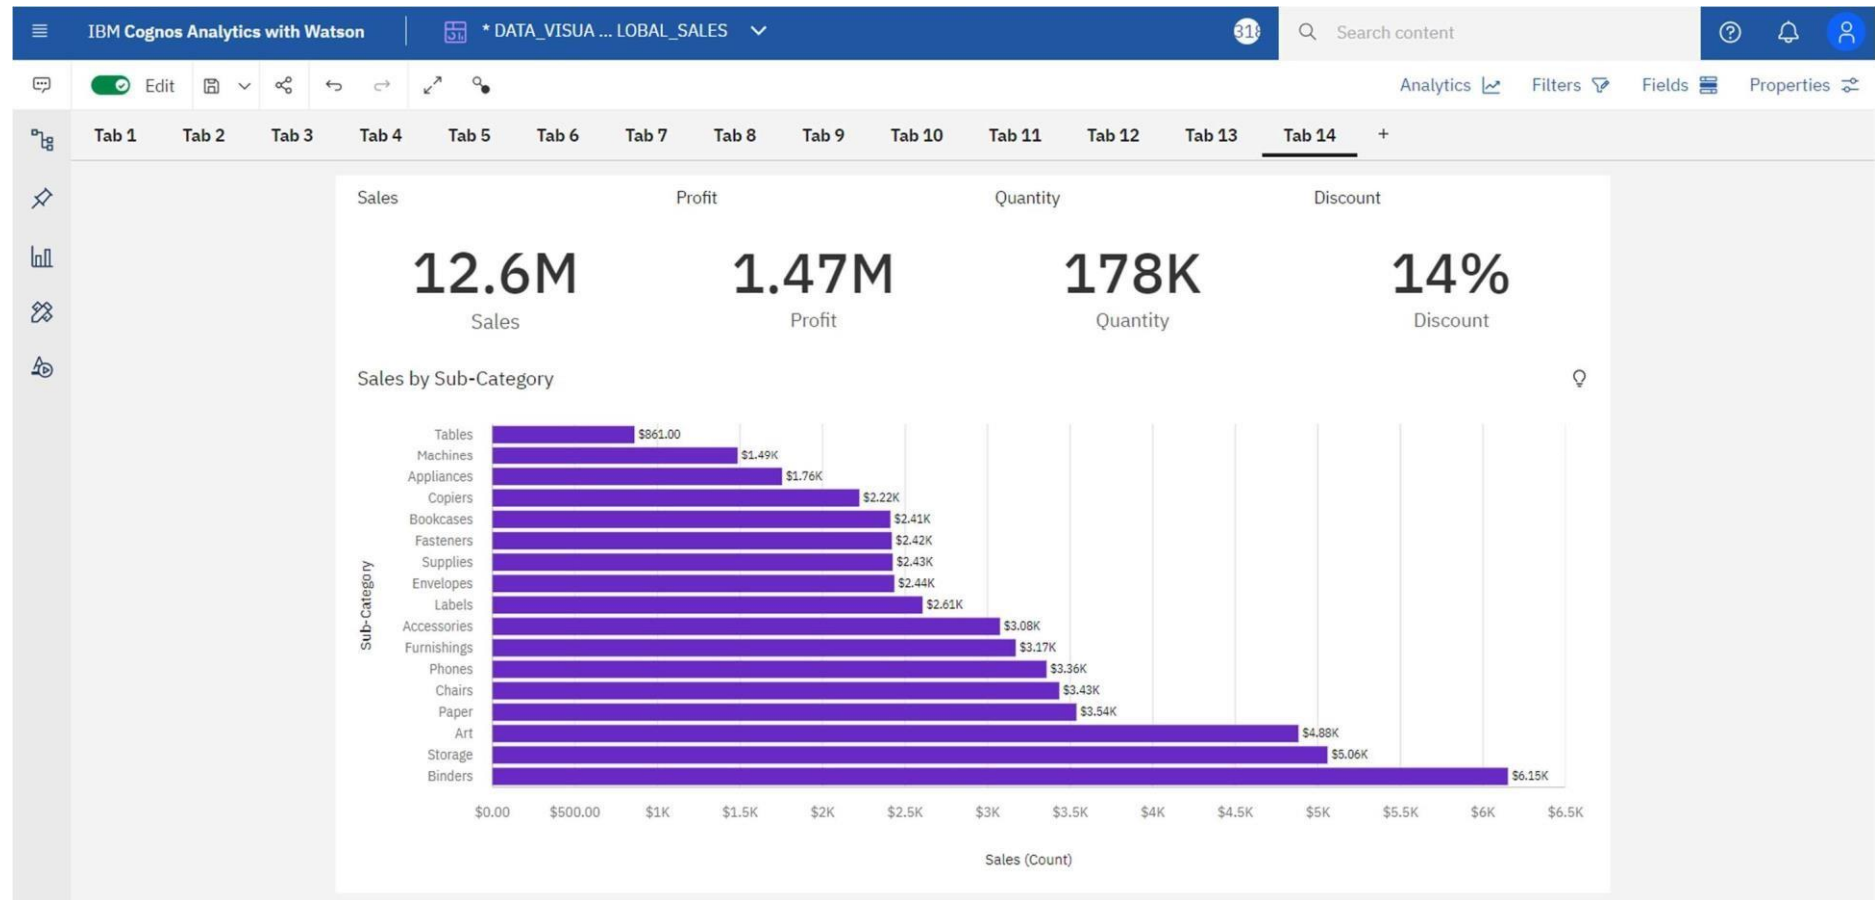 IBM Cognos Analytics with Watson
* DATA_VISUA ... LOBAL_SALES
318
Search content
Edit
Analytics
Filters
Fields
Properties
Tab 1 Tab 2 Tab 3 Tab 4 Tab 5 Tab 6 Tab 7 Tab 8 Tab 9 Tab 10 Tab 11 Tab 12 Tab 13 Tab 14 +
Sales Profit Quantity Discount
12.6M 1.47M 178K 14%
Sales Profit Quantity Discount
Sales by Sub-Category
Sub-Category
Tables $861.00
Machines $1.49K
Appliances $1.76K
Copiers $2.22K
Bookcases $2.41K
Fasteners $2.42K
Supplies $2.43K
Envelopes $2.44K
Labels $2.61K
Accessories $3.08K
Furnishings $3.17K
Phones $3.36K
Chairs $3.43K
Paper $3.54K
Art $4.88K
Storage $5.06K
Binders $6.15K
$0.00 $500.00 $1K $1.5K $2K $2.5K $3K $3.5K $4K $4.5K $5K $5.5K $6K $6.5K
Sales (Count)